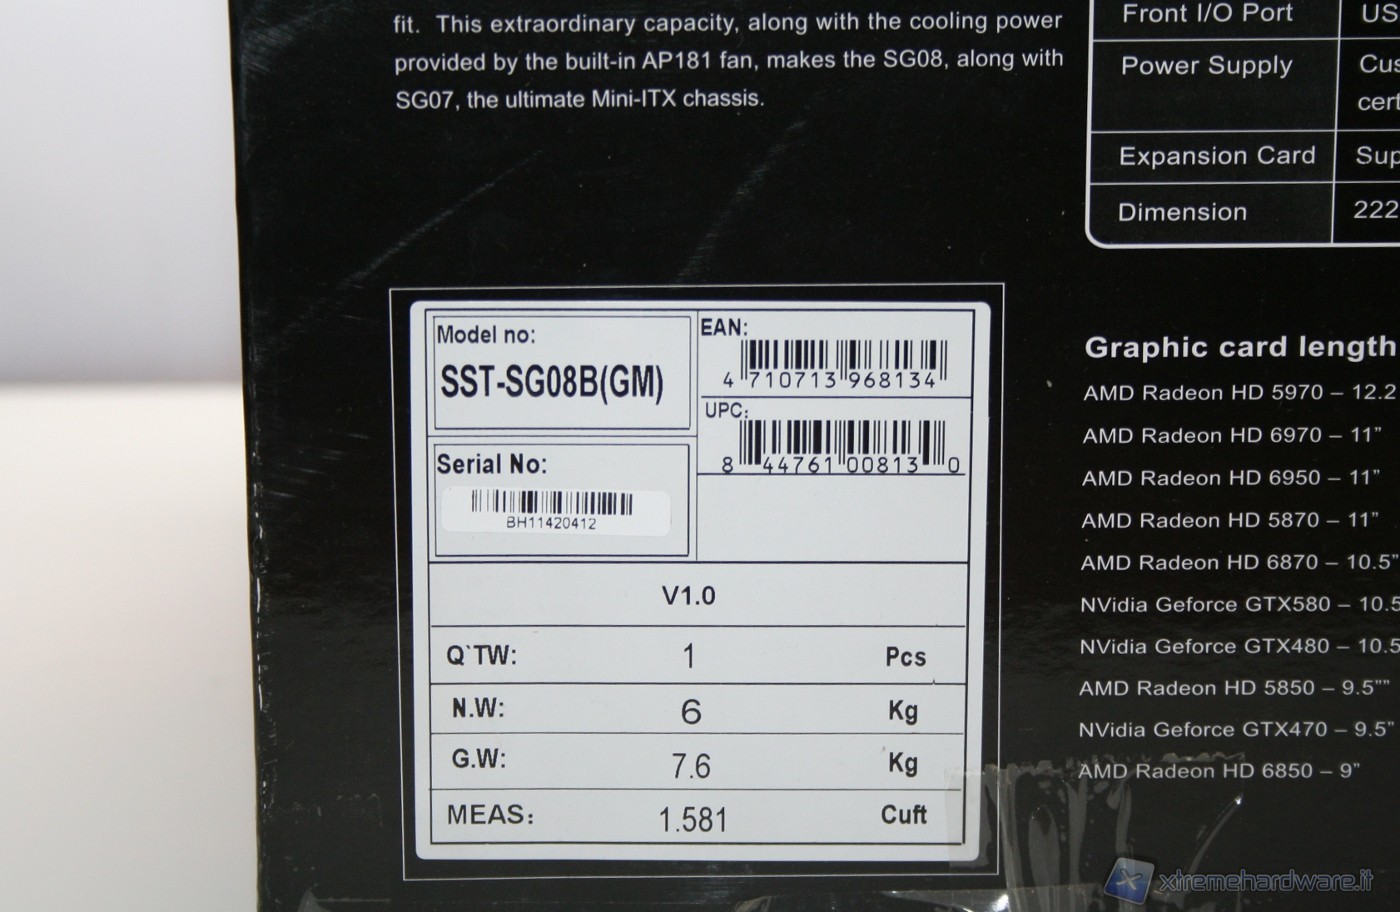 fit. This extraordinary capacity, along with the cooling power
provided by the built-in AP181 fan, makes the SG08, along with
SG07, the ultimate Mini-ITX chassis.
Front I/O Port US
Power Supply Cus
cert
Expansion Card Sup
Dimension 222
Model no:
SST-SG08B(GM)
EAN:
4 710713 968134
UPC:
8 44761 00813 0
Serial No:
BH11420412
V1.0
Q`TW: 1 Pcs
N.W: 6 Kg
G.W: 7.6 Kg
MEAS: 1.581 Cuft
Graphic card length
AMD Radeon HD 5970 – 12.2
AMD Radeon HD 6970 – 11”
AMD Radeon HD 6950 – 11”
AMD Radeon HD 5870 – 11”
AMD Radeon HD 6870 – 10.5”
NVidia Geforce GTX580 – 10.5
NVidia Geforce GTX480 – 10.5
AMD Radeon HD 5850 – 9.5””
NVidia Geforce GTX470 – 9.5”
AMD Radeon HD 6850 – 9”
xtremehardware.it